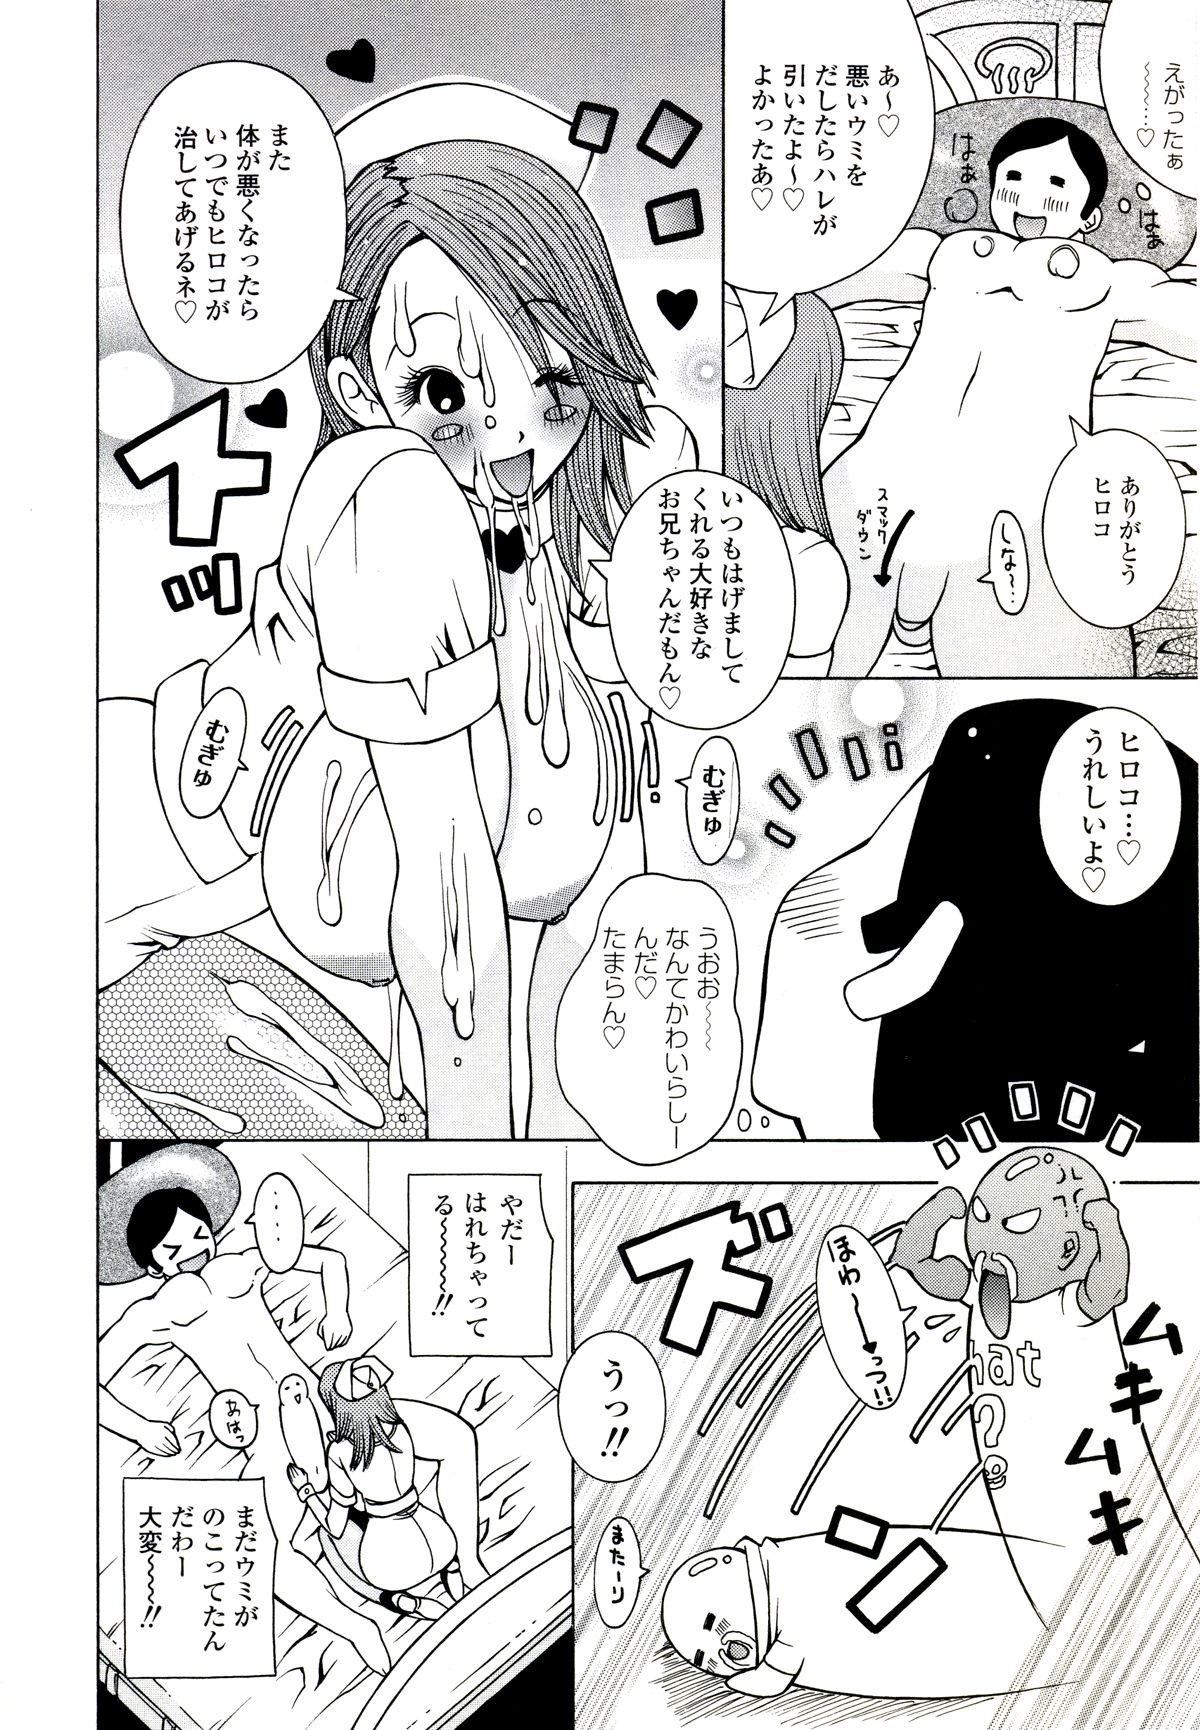 えがったぁ
〜〜……♡
はぁ
はぁ
あ〜♡
悪いウミを
だしたらハレが
引いたよ〜♡
よかったあ♡
ありがとう
ヒロコ
しな〜…
スマック
ダウン
ヒロコ…♡
うれしいよ♡
いつもはげまして
くれる大好きな
お兄ちゃんだもん♡
また
体が悪くなったら
いつでもヒロコが
治してあげるネ♡
ズ
むぎゅ
むぎゅ
うおお〜〜〜
なんてかわいらしー
んだ♡
たまらん♡
ムキ
ムキ
hat
?
ほわ〜〜っっ!!
ズ
うっ!!
またーり
やだー
はれちゃって
る〜〜〜〜!!
‥‥
あはっ
まだウミが
のこってたん
だわー
大変〜〜〜!!